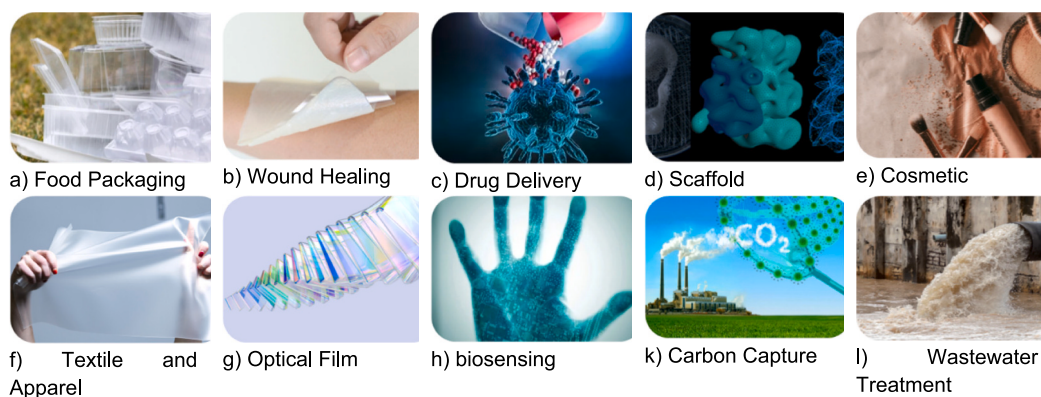 a) Food Packaging
b) Wound Healing
c) Drug Delivery
d) Scaffold
e) Cosmetic
CO2
f) Textile and
Apparel
g) Optical Film
h) biosensing
k) Carbon Capture
l) Wastewater
Treatment